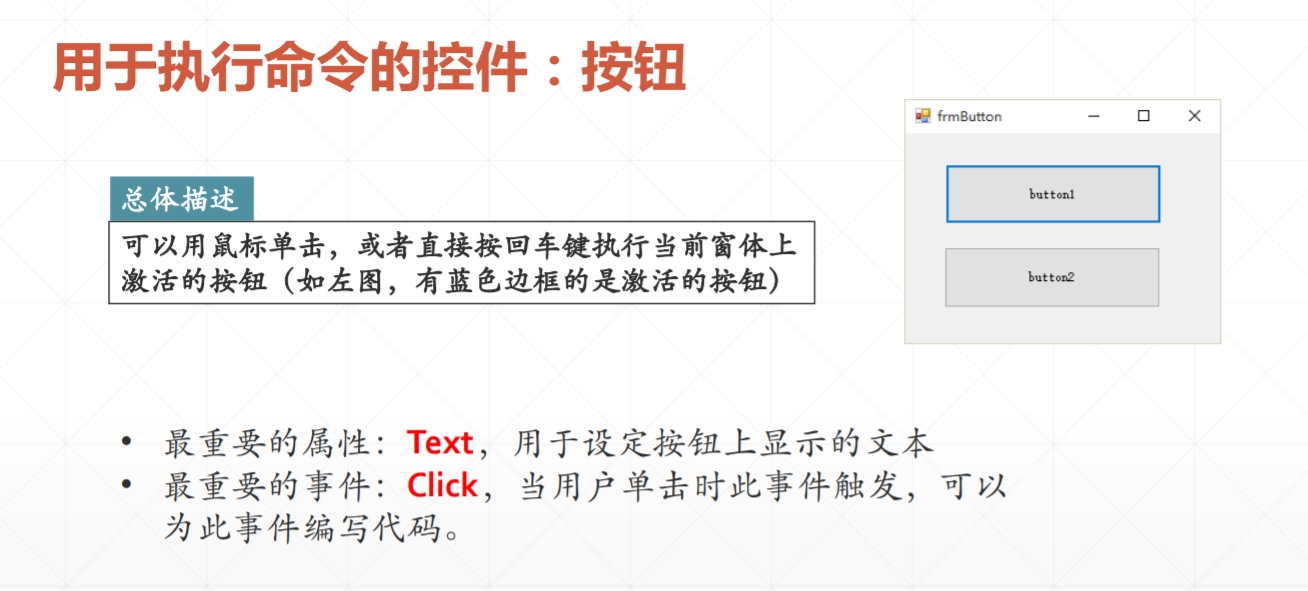 用于执行命令的控件：按钮
frmButton
button1
button2
总体描述
可以用鼠标单击，或者直接按回车键执行当前窗体上
激活的按钮（如左图，有蓝色边框的是激活的按钮）
• 最重要的属性：Text，用于设定按钮上显示的文本
• 最重要的事件：Click，当用户单击时此事件触发，可以
为此事件编写代码。